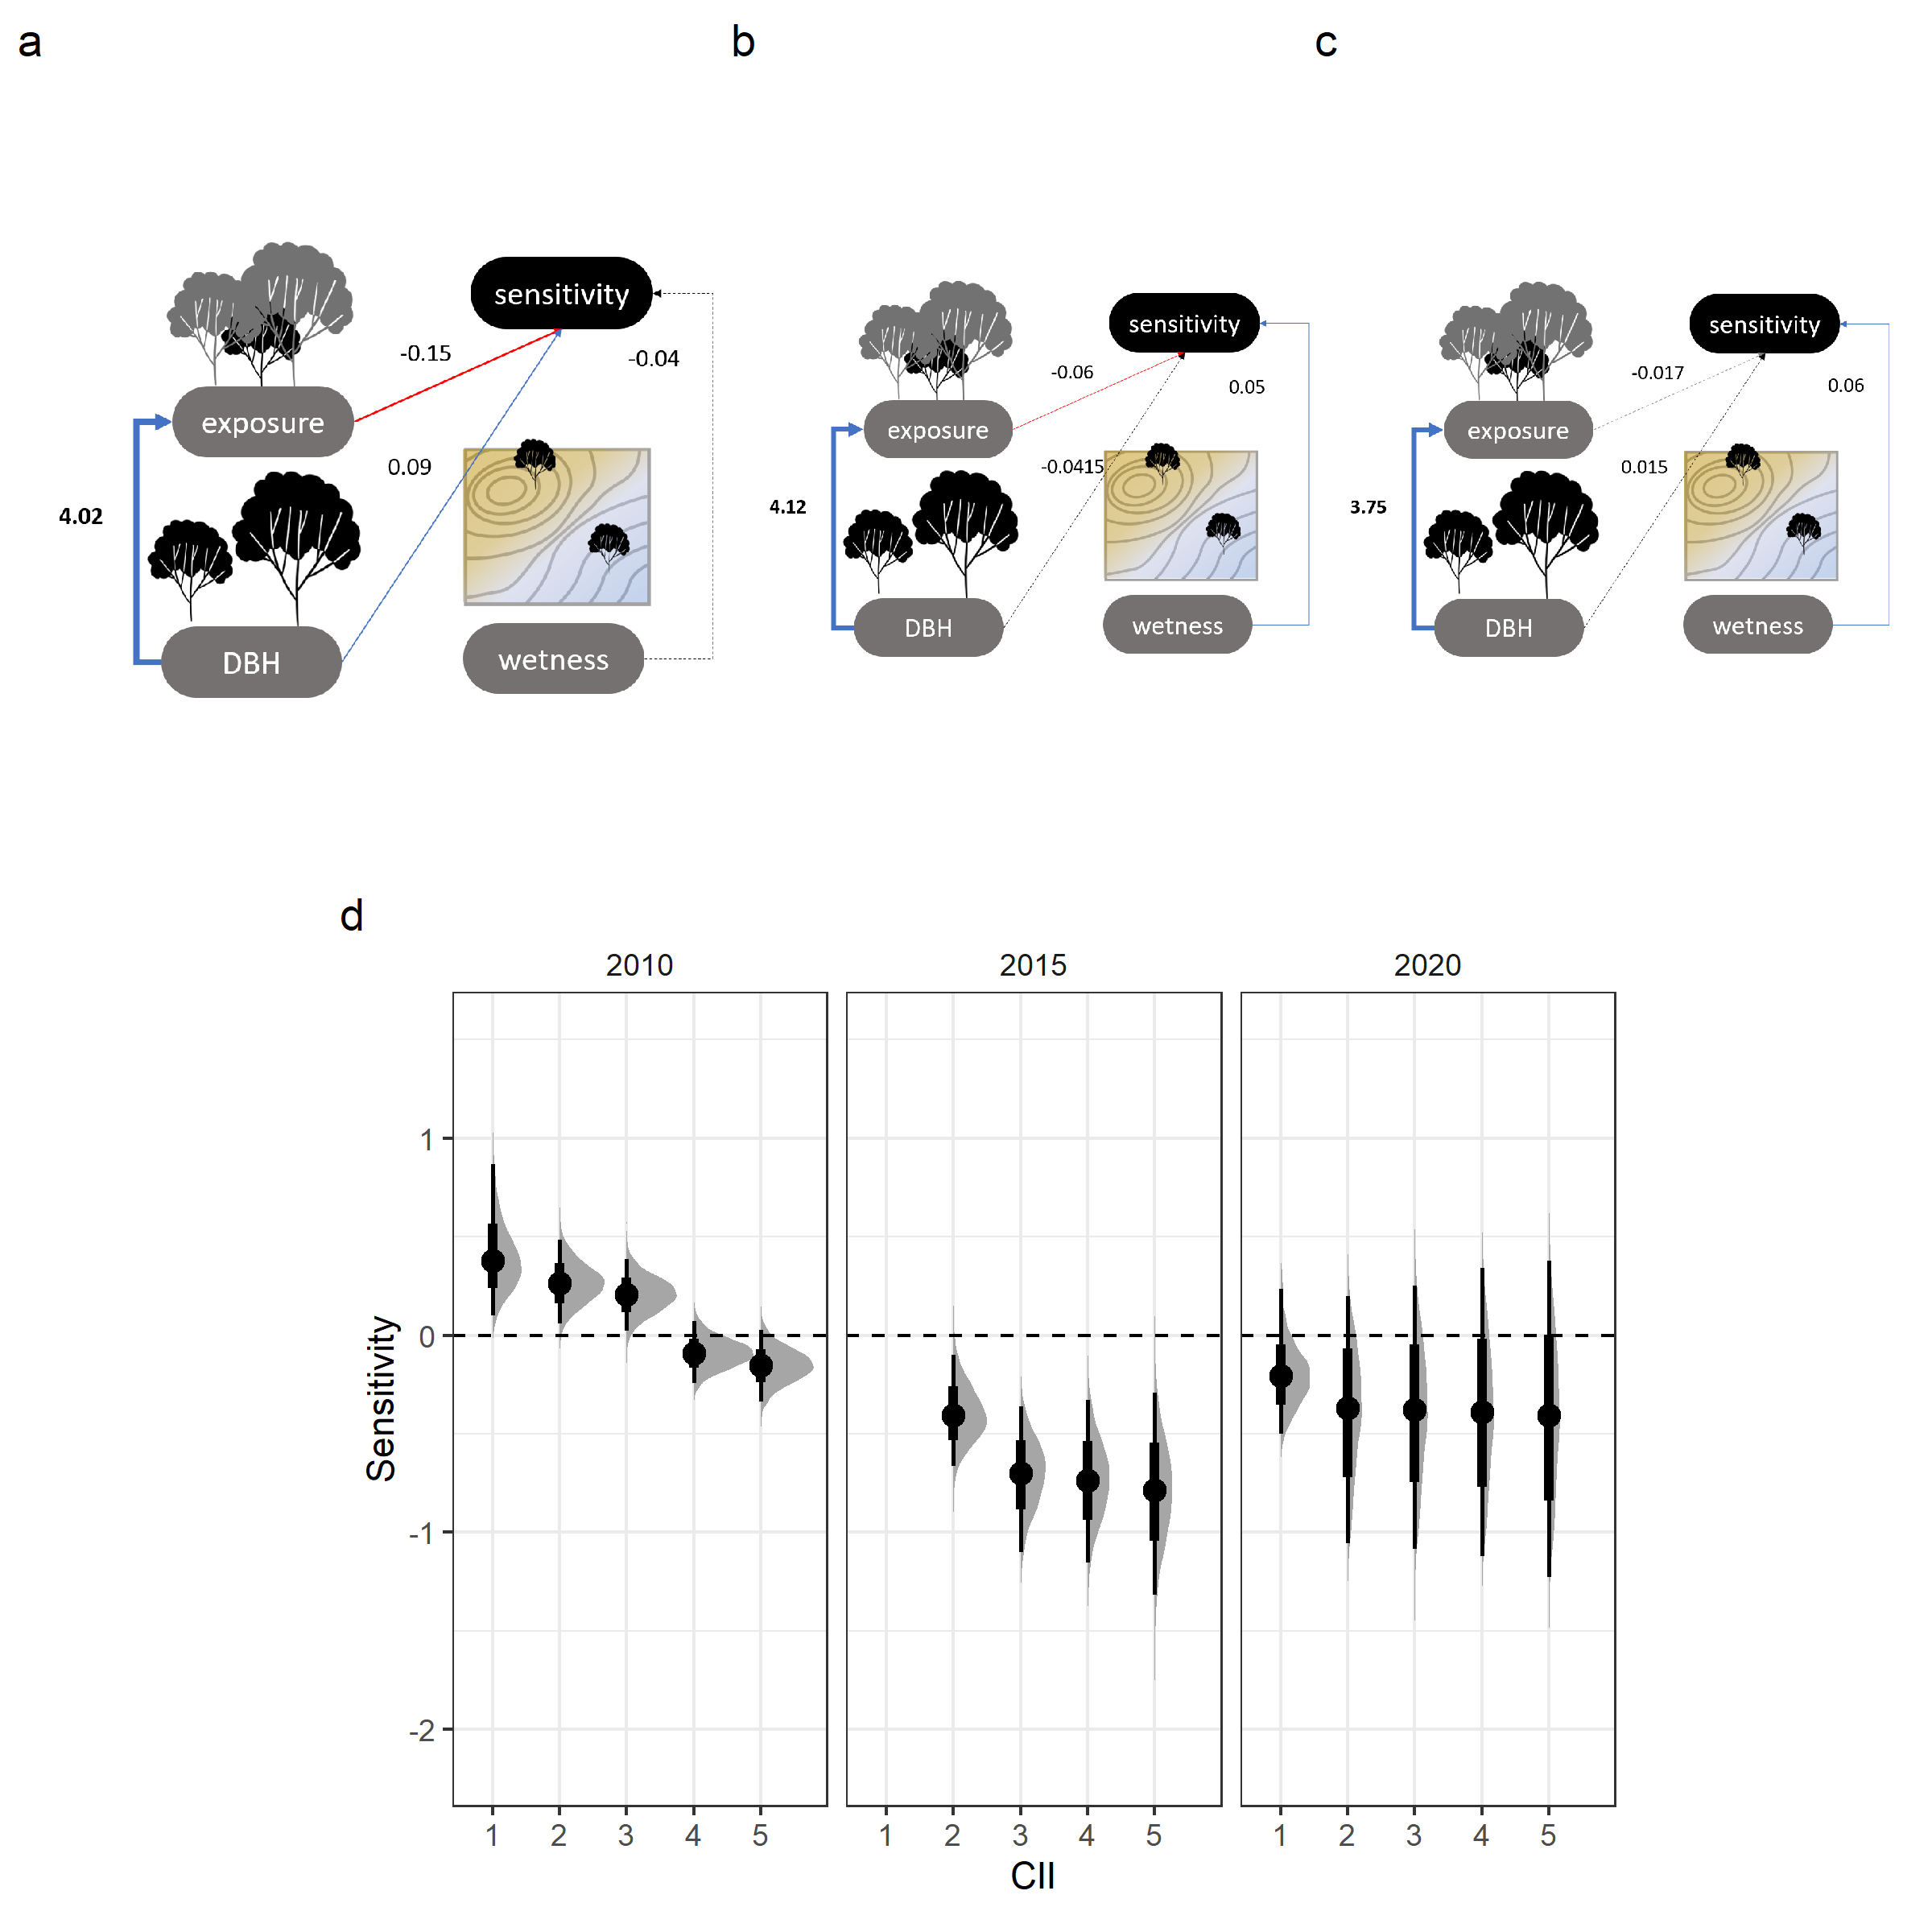 a
b
c
sensitivity
-0.15
-0.04
exposure
0.09
4.02
DBH
wetness
sensitivity
-0.06
0.05
exposure
-0.0415
4.12
DBH
wetness
sensitivity
-0.017
0.06
exposure
0.015
3.75
DBH
wetness
d
2010 2015 2020
Sensitivity
1
0
-1
-2
1 2 3 4 5 1 2 3 4 5 1 2 3 4 5
CII